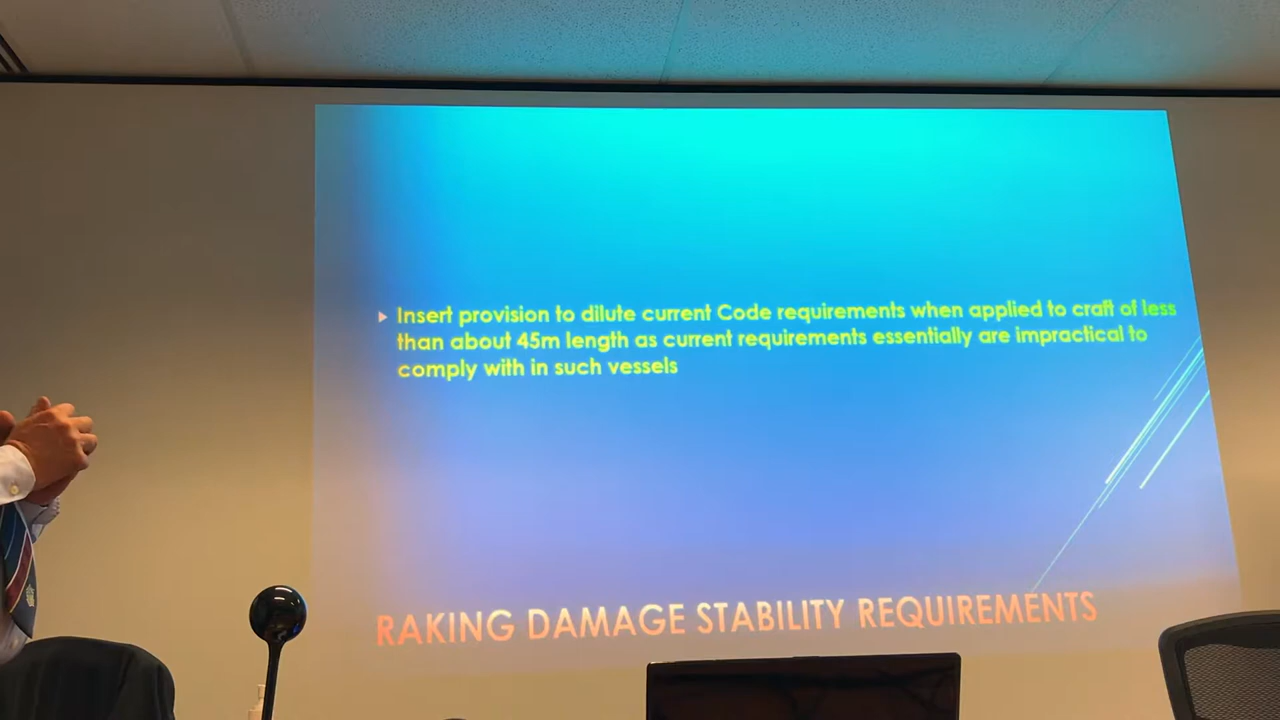 Insert provision to dilute current Code requirements when applied to craft of less
than about 45m length as current requirements essentially are impractical to
comply with in such vessels
RAKING DAMAGE STABILITY REQUIREMENTS